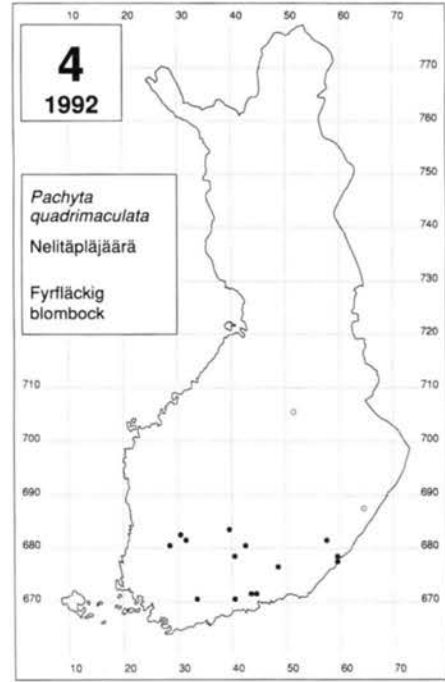 10 20 30 40 50 60 70
4
1992
770
760
750
740
730
720
Pachyta
quadrimaculata
Nelitäpläjäärä
Fyrfläckig
blombock
710 710
700 700
690 690
680 680
670 670
10 20 30 40 50 60 70